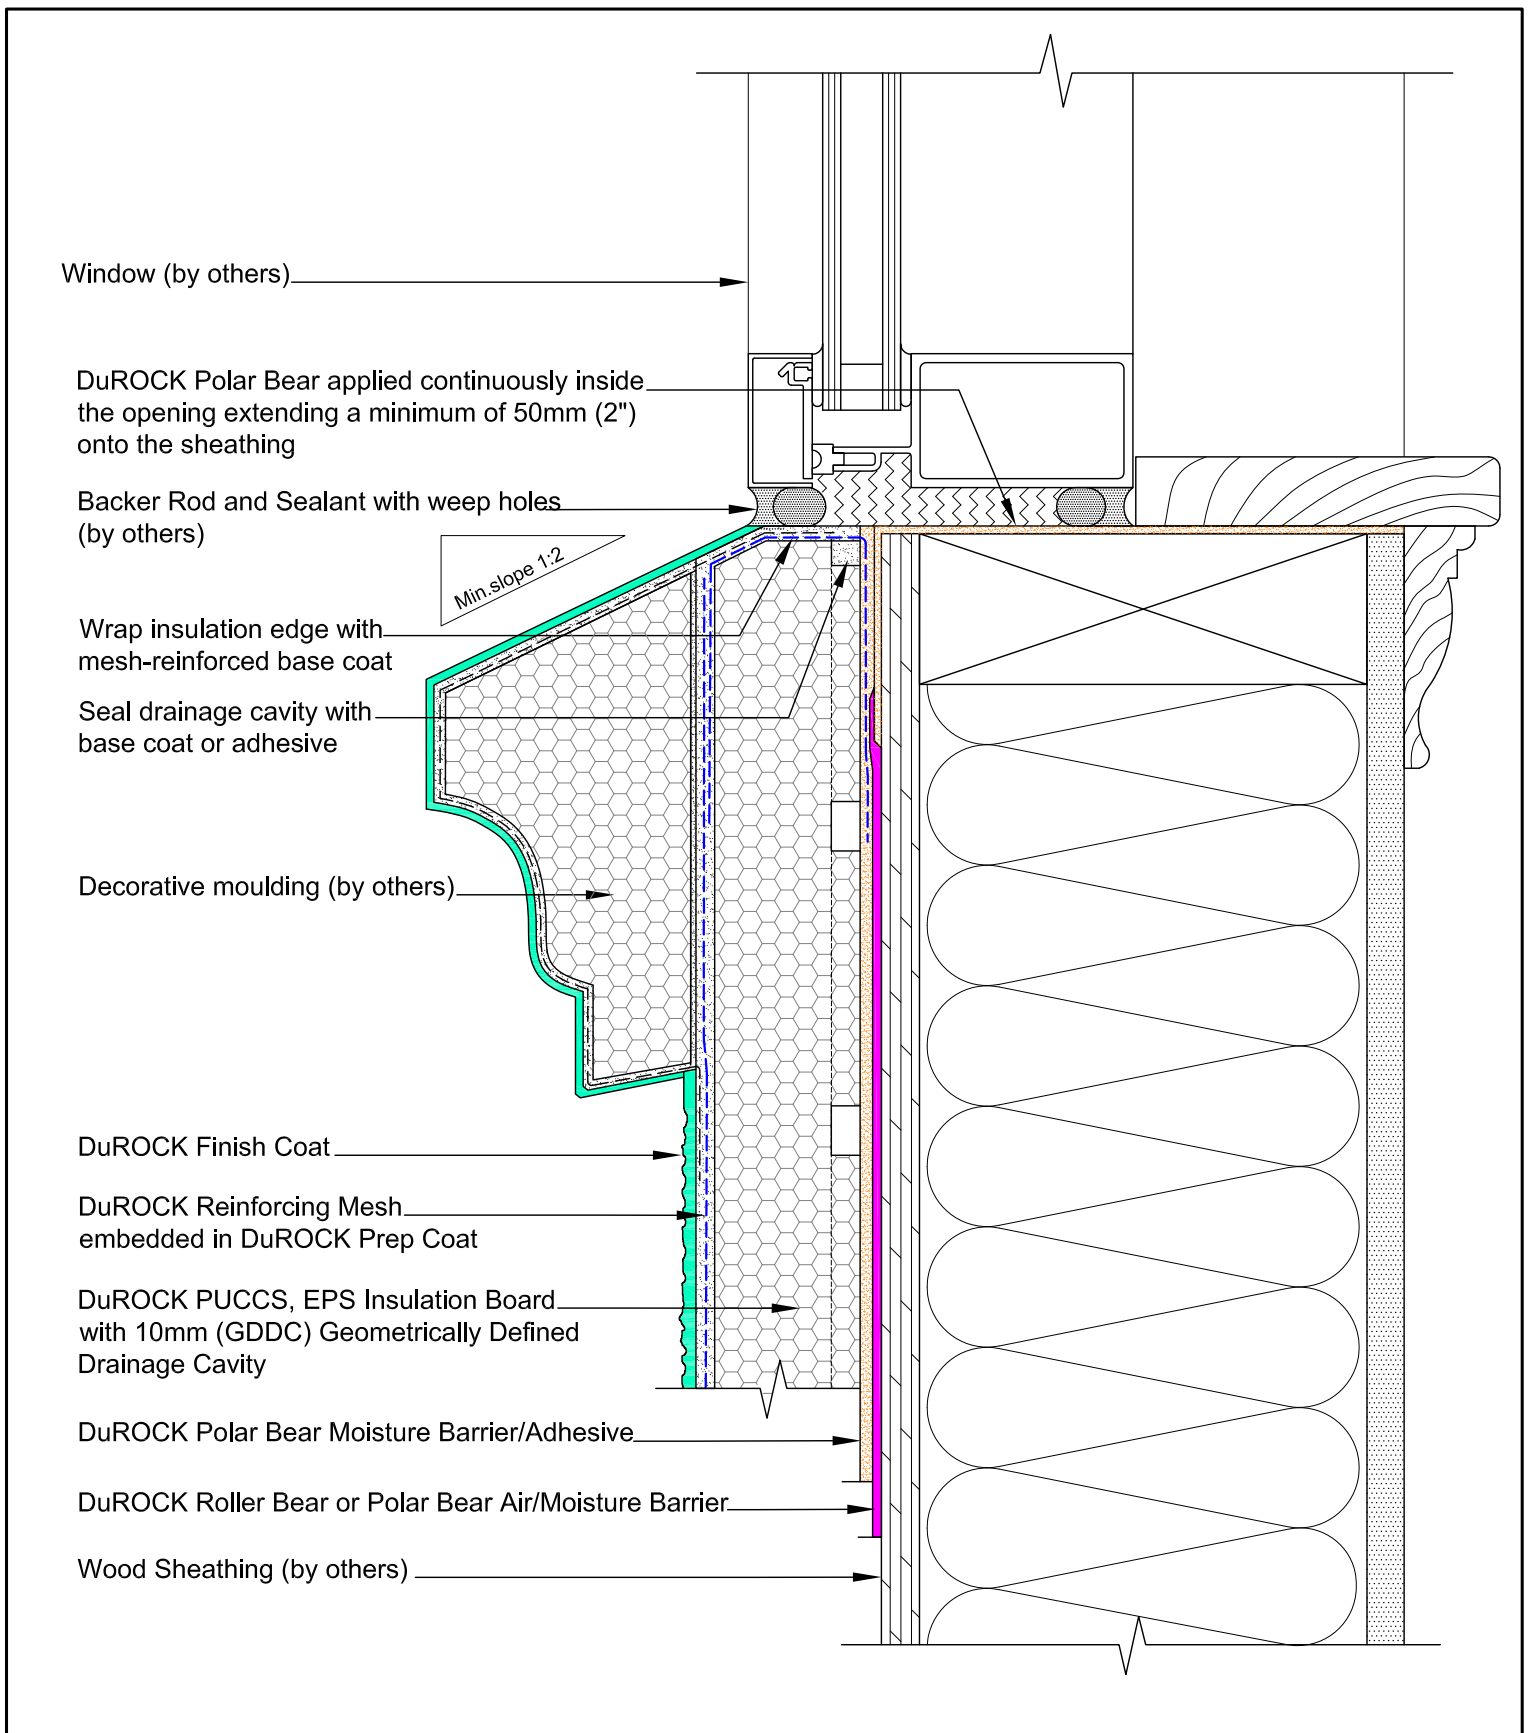 Window (by others)
DuROCK Polar Bear applied continuously inside
the opening extending a minimum of 50mm (2")
onto the sheathing
Backer Rod and Sealant with weep holes
(by others)
Min.slope 1:2
Wrap insulation edge with
mesh-reinforced base coat
Seal drainage cavity with
base coat or adhesive
Decorative moulding (by others)
DuROCK Finish Coat
DuROCK Reinforcing Mesh
embedded in DuROCK Prep Coat
DuROCK PUCCS, EPS Insulation Board
with 10mm (GDDC) Geometrically Defined
Drainage Cavity
DuROCK Polar Bear Moisture Barrier/Adhesive
DuROCK Roller Bear or Polar Bear Air/Moisture Barrier
Wood Sheathing (by others)